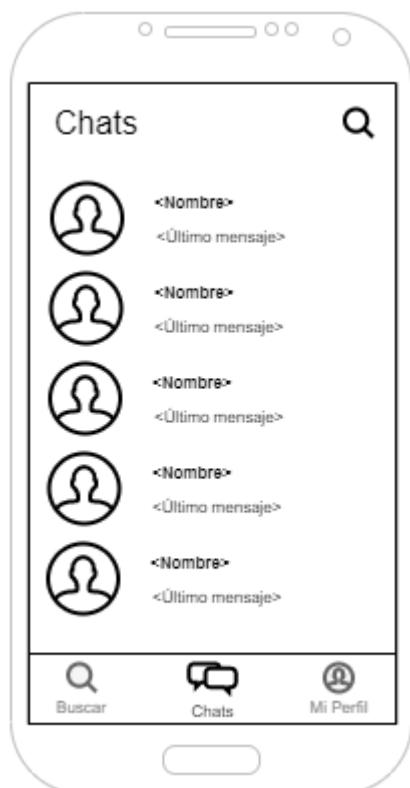 Chats
<Nombre>
<Último mensaje>
<Nombre>
<Último mensaje>
<Nombre>
<Último mensaje>
<Nombre>
<Último mensaje>
<Nombre>
<Último mensaje>
Buscar
Chats
Mi Perfil